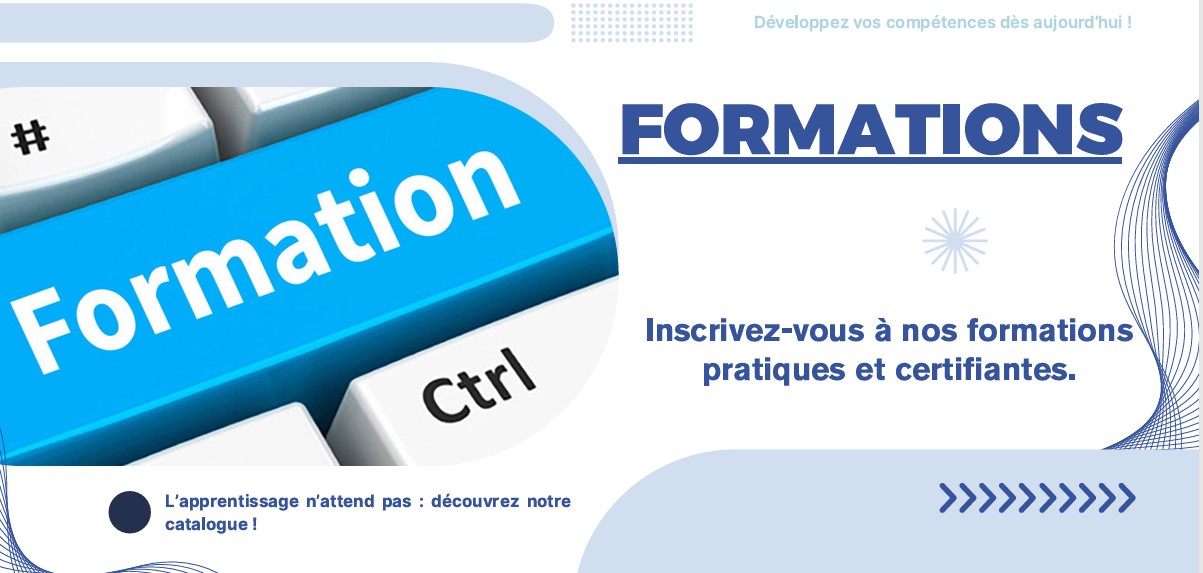 Développez vos compétences dès aujourd'hui !
FORMATIONS
#
Formation
Ctrl
Inscrivez-vous à nos formations
pratiques et certifiantes.
L'apprentissage n'attend pas : découvrez notre
catalogue !